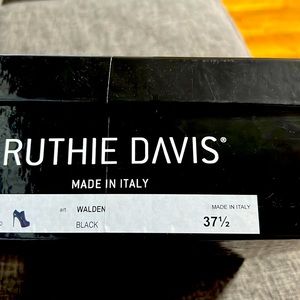 RUTHIE DAVIS®
MADE IN ITALY
art WALDEN MADE IN ITALY
BLACK 37½